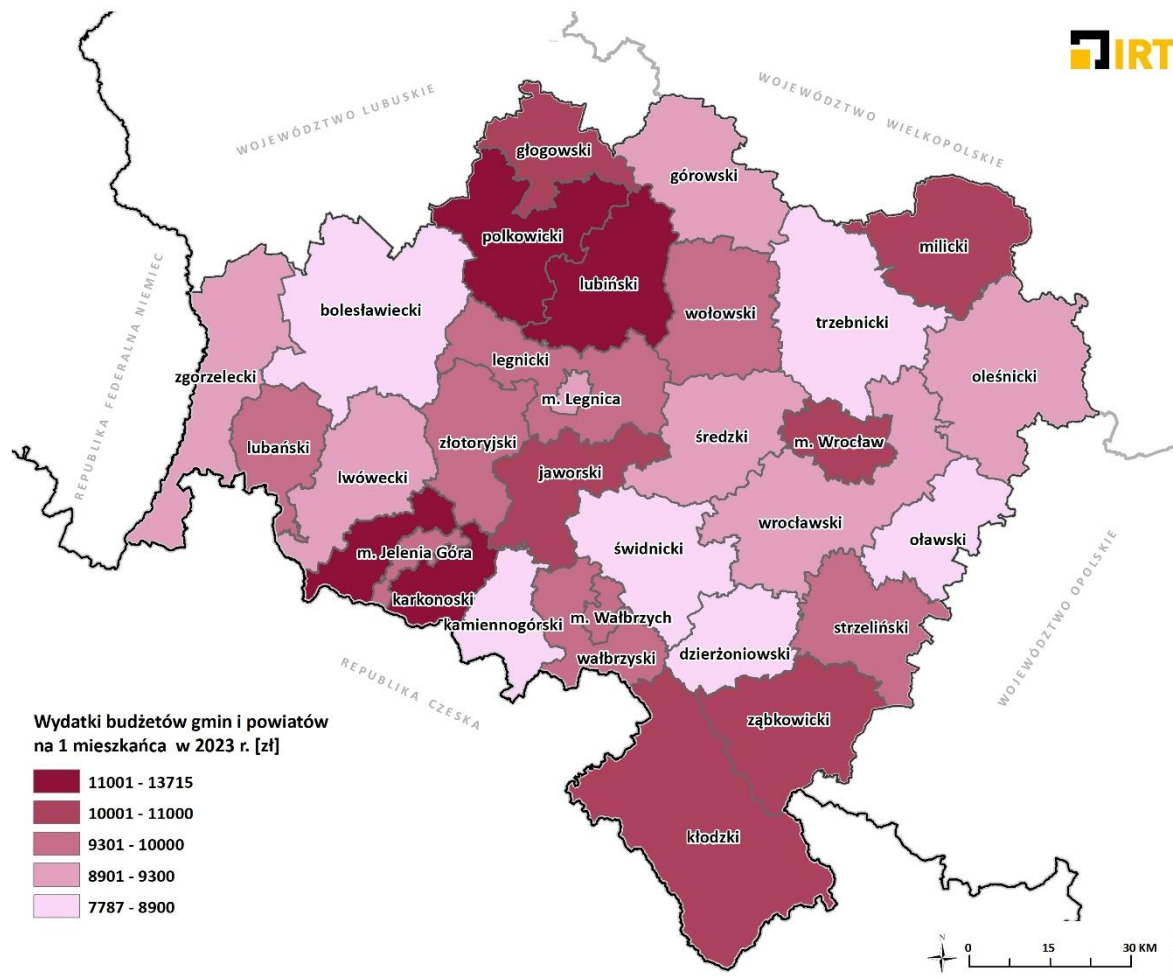 IRT
WOJEWÓDZTWO LUBUSKIE
WOJEWÓDZTWO WIELKOPOLSKIE
głogowski
górowski
polkowicki
milicki
lubiński
REPUBLIKA FEDERALNA NIEMIEC
bolesławiecki
wołowski
trzebnicki
legnicki
zgorzelecki
oleśnicki
m. Legnica
lubański
złotoryjski
średzki
m. Wrocław
lwówecki
jaworski
wrocławski
m. Jelenia Góra
świdnicki
oławski
karkonoski
kamiennogórski
m. Wałbrzych
strzeliński
wałbrzyski
dzierżoniowski
WOJEWÓDZTWO OPOLSKIE
REPUBLIKA CZESKA
ząbkowicki
kłodzki
Wydatki budżetów gmin i powiatów
na 1 mieszkańca w 2023 r. [zł]
11001 - 13715
10001 - 11000
9301 - 10000
8901 - 9300
7787 - 8900
N
0 15 30 KM